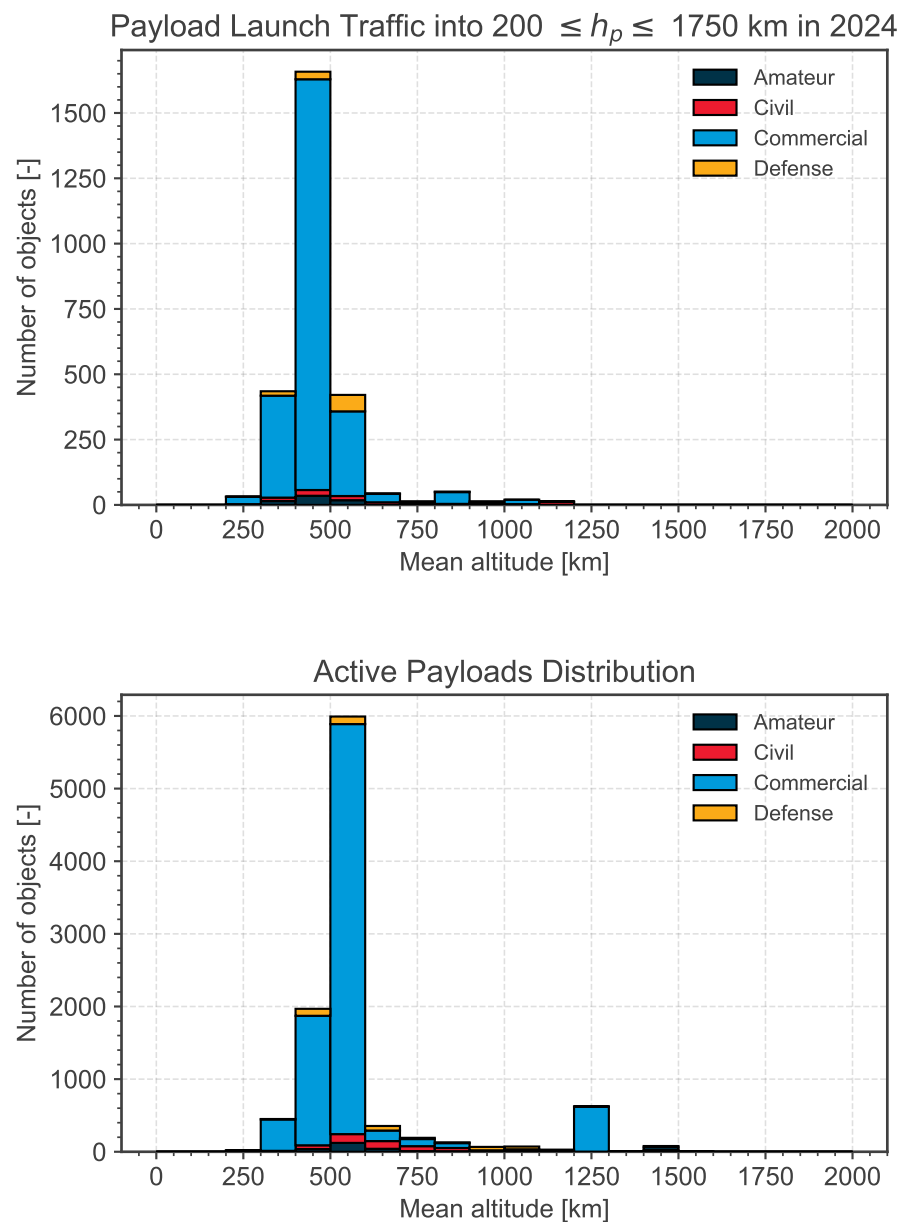 Payload Launch Traffic into 200 ≤ h_p ≤ 1750 km in 2024
Amateur
Civil
Commercial
Defense
1500
1250
1000
750
500
250
0
Number of objects [-]
0 250 500 750 1000 1250 1500 1750 2000
Mean altitude [km]
Active Payloads Distribution
Amateur
Civil
Commercial
Defense
6000
5000
4000
3000
2000
1000
0
Number of objects [-]
0 250 500 750 1000 1250 1500 1750 2000
Mean altitude [km]